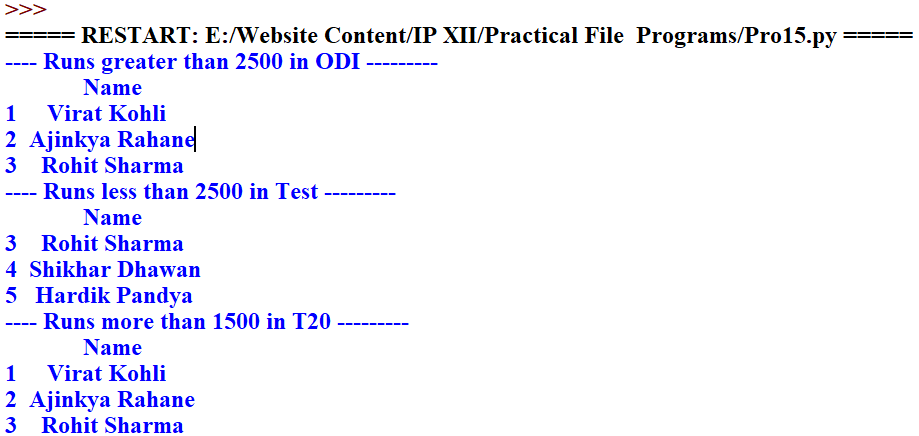 >>>
===== RESTART: E:/Website Content/IP XII/Practical File  Programs/Pro15.py =====
---- Runs greater than 2500 in ODI ---------
Name
1     Virat Kohli
2  Ajinkya Rahane
3    Rohit Sharma
---- Runs less than 2500 in Test ---------
Name
3    Rohit Sharma
4  Shikhar Dhawan
5   Hardik Pandya
---- Runs more than 1500 in T20 ---------
Name
1     Virat Kohli
2  Ajinkya Rahane
3    Rohit Sharma